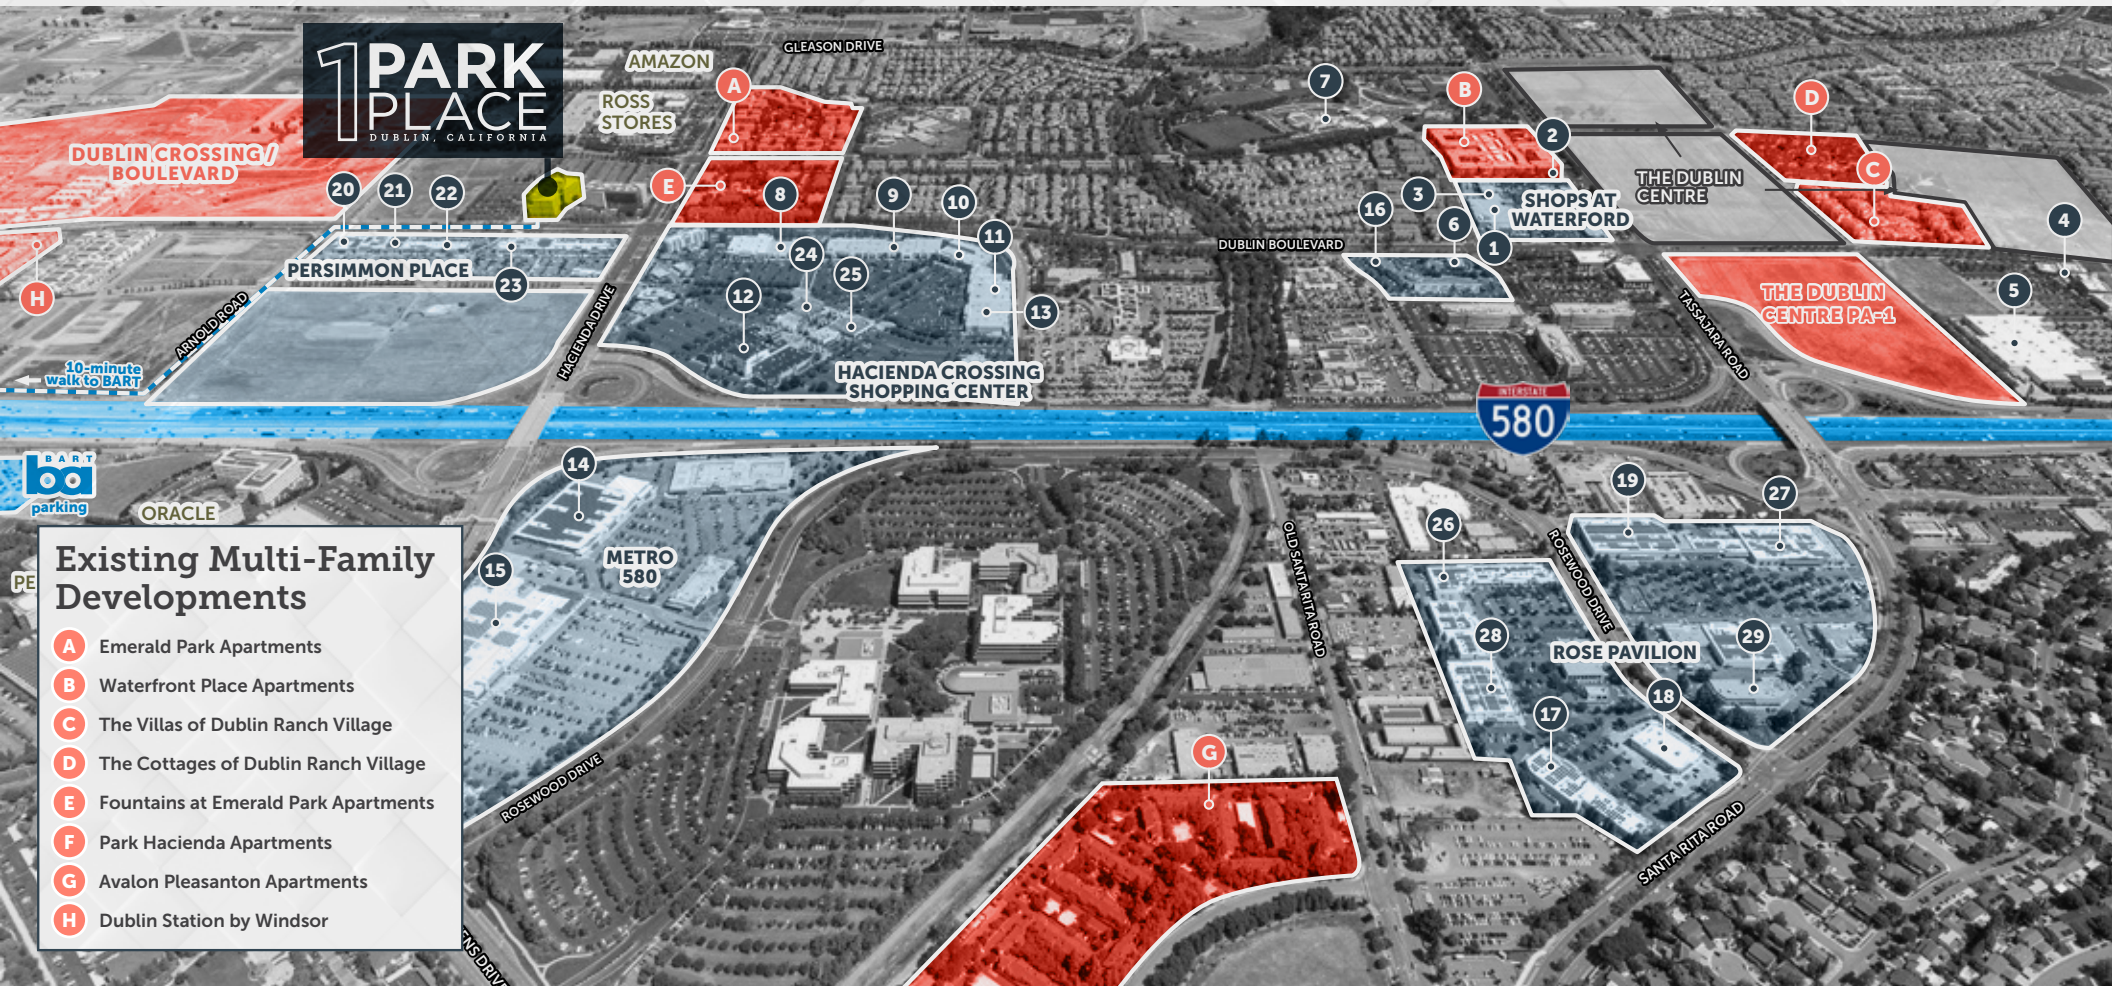 1 PARK
PLACE
DUBLIN, CALIFORNIA
GLEASON DRIVE
AMAZON
ROSS
STORES
A
B
7
D
2
DUBLIN CROSSING /
BOULEVARD
C
THE DUBLIN
CENTRE
20
21
22
E
8
9
10
3
SHOPS AT
WATERFORD
16
6
1
4
11
DUBLIN BOULEVARD
24
25
PERSIMMON PLACE
23
H
12
13
5
THE DUBLIN
CENTRE PA-1
ARNOLD ROAD
HACIENDA DRIVE
TASSAJARA ROAD
10-minute
walk to BART
HACIENDA CROSSING
SHOPPING CENTER
INTERSTATE
580
BART
ba
parking
14
19
27
ORACLE
26
OLD SANTA RITA ROAD
ROSEWOOD DRIVE
METRO
580
15
PE
28
29
ROSE PAVILION
18
17
G
ROSEWOOD DRIVE
SANTA RITA ROAD
ENS DRIVE
Existing Multi-Family
Developments
A Emerald Park Apartments
B Waterfront Place Apartments
C The Villas of Dublin Ranch Village
D The Cottages of Dublin Ranch Village
E Fountains at Emerald Park Apartments
F Park Hacienda Apartments
G Avalon Pleasanton Apartments
H Dublin Station by Windsor